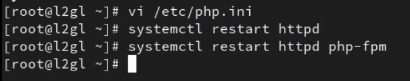 [root@l2gl ~]# vi /etc/php.ini
[root@l2gl ~]# systemctl restart httpd
[root@l2gl ~]# systemctl restart httpd php-fpm
[root@l2gl ~]#